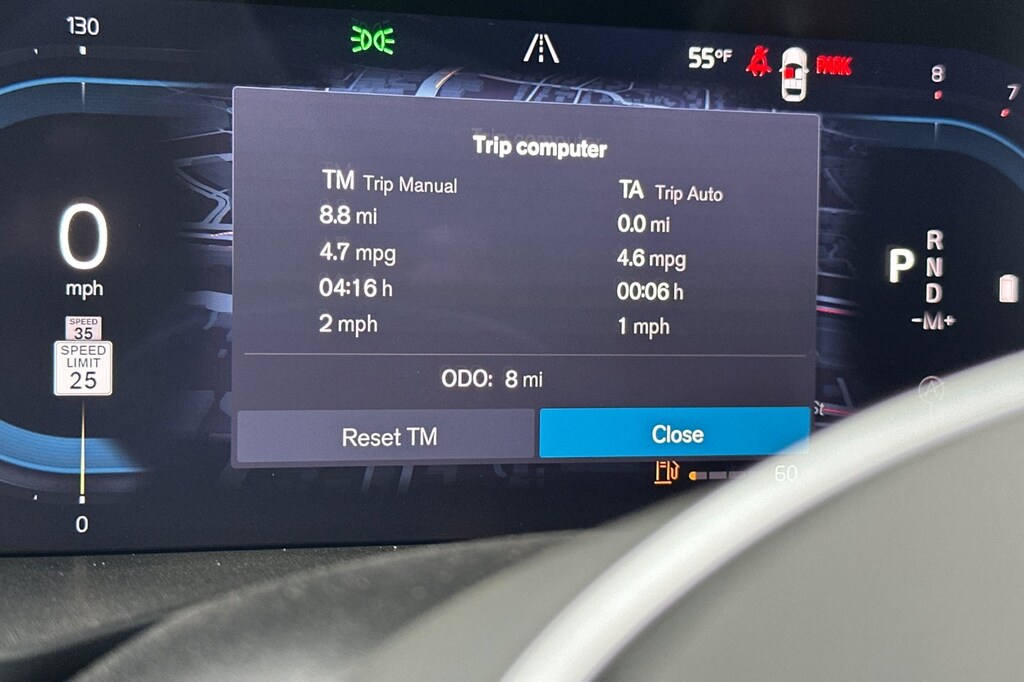 130
55°F
PARK
8
7
Trip computer
TM Trip Manual
TA Trip Auto
8.8 mi
0.0 mi
4.7 mpg
4.6 mpg
04:16 h
00:06 h
2 mph
1 mph
ODO: 8 mi
Reset TM
Close
0
mph
SPEED
35
SPEED
LIMIT
25
0
P
R
N
D
-M+
A
St
60